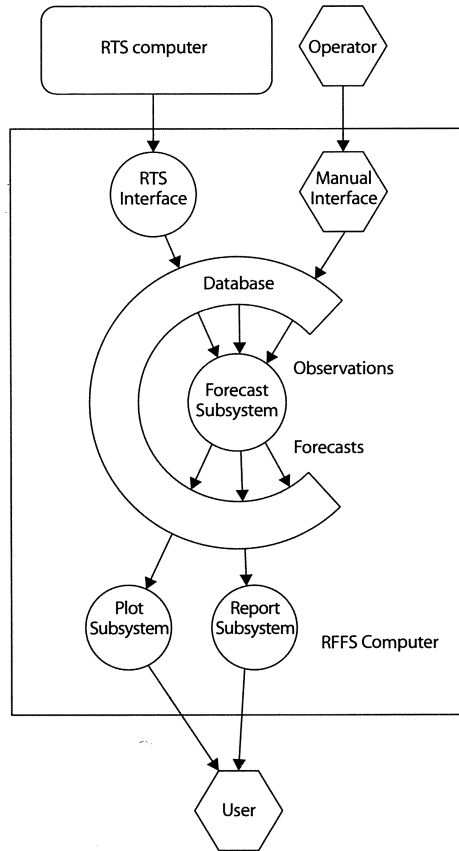 RTS computer
Operator
RTS
Interface
Manual
Interface
Database
Observations
Forecast
Subsystem
Forecasts
Plot
Subsystem
Report
Subsystem
RFFS Computer
User